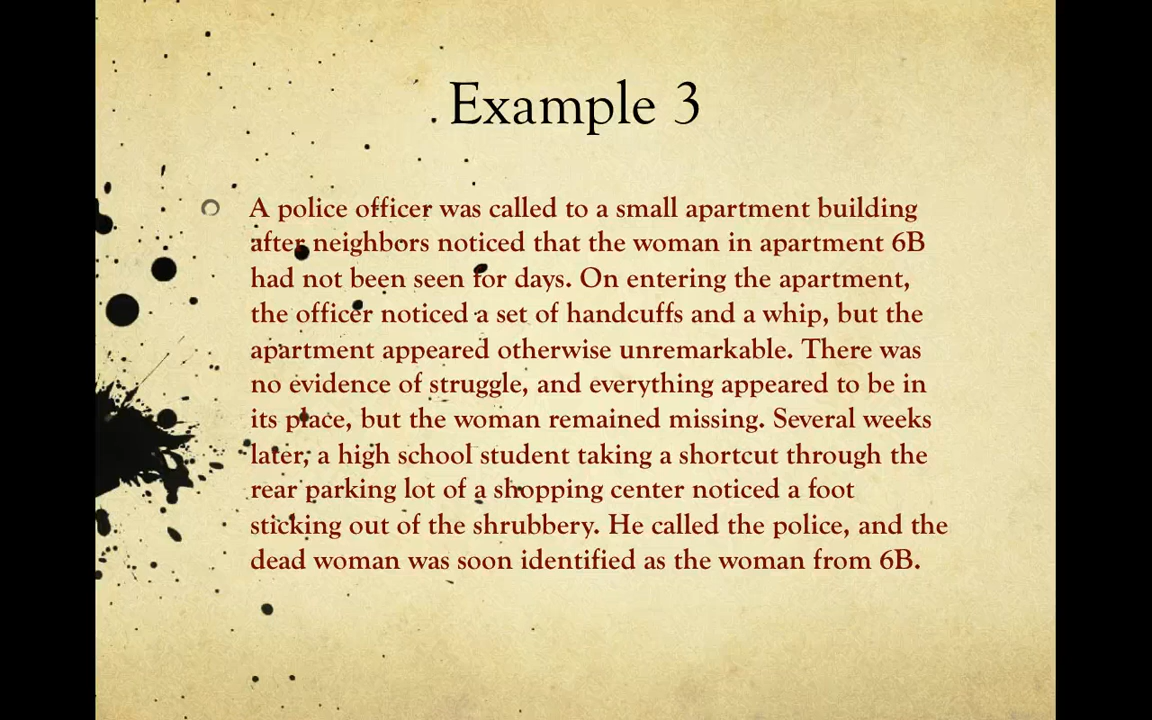 Example 3
A police officer was called to a small apartment building
after neighbors noticed that the woman in apartment 6B
had not been seen for days. On entering the apartment,
the officer noticed a set of handcuffs and a whip, but the
apartment appeared otherwise unremarkable. There was
no evidence of struggle, and everything appeared to be in
its place, but the woman remained missing. Several weeks
later, a high school student taking a shortcut through the
rear parking lot of a shopping center noticed a foot
sticking out of the shrubbery. He called the police, and the
dead woman was soon identified as the woman from 6B.